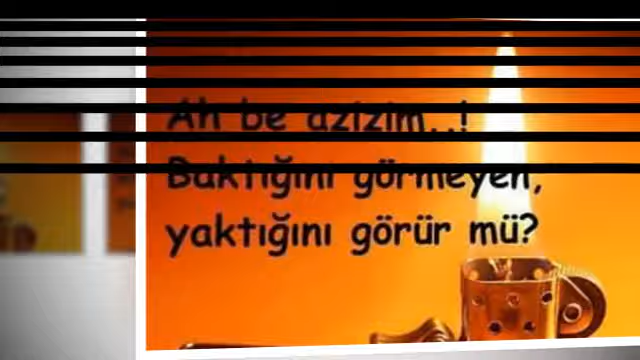 Ah be azizim..!
Baktığını görmeyen,
yaktığını görür mü?